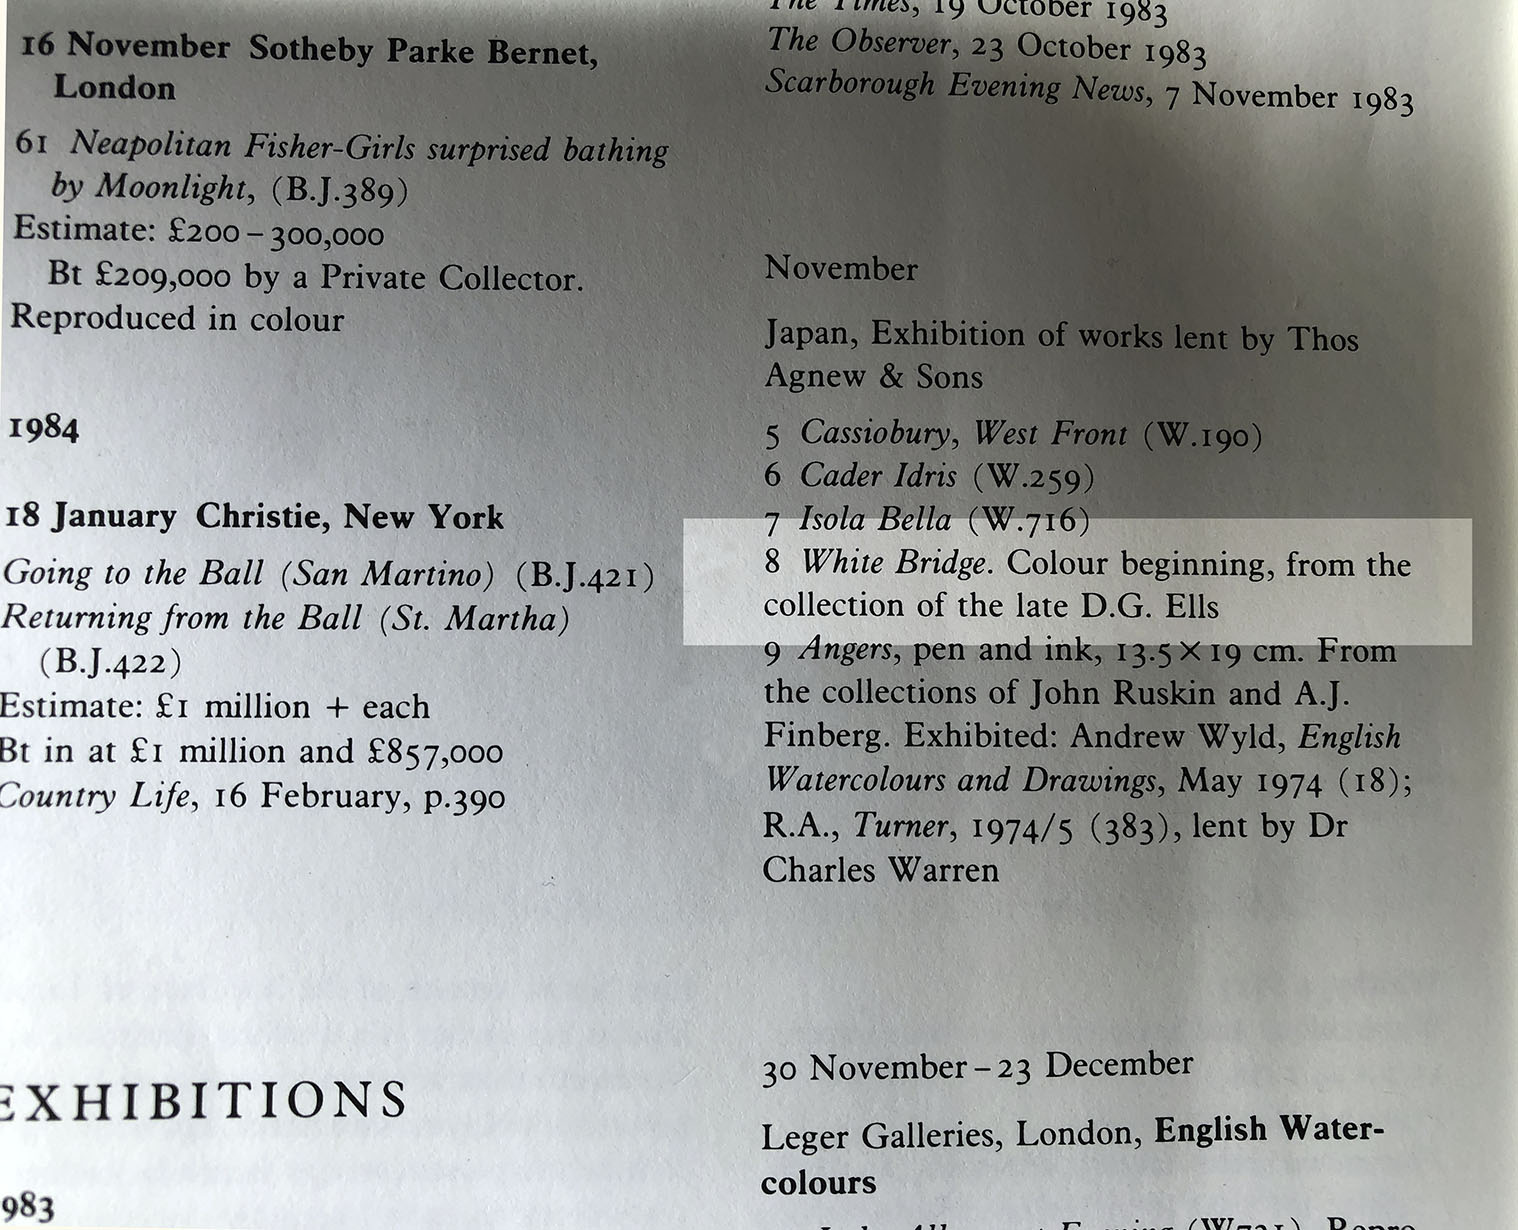 16 November Sotheby Parke Bernet,
London
61 Neapolitan Fisher-Girls surprised bathing
by Moonlight, (B.J.389)
Estimate: £200 – 300,000
Bt £209,000 by a Private Collector.
Reproduced in colour
1984
18 January Christie, New York
Going to the Ball (San Martino) (B.J.421)
Returning from the Ball (St. Martha)
(B.J.422)
Estimate: £1 million + each
Bt in at £1 million and £857,000
Country Life, 16 February, p.390
EXHIBITIONS
983
The Times, 19 October 1983
The Observer, 23 October 1983
Scarborough Evening News, 7 November 1983
November
Japan, Exhibition of works lent by Thos
Agnew & Sons
5 Cassiobury, West Front (W.190)
6 Cader Idris (W.259)
7 Isola Bella (W.716)
8 White Bridge. Colour beginning, from the
collection of the late D.G. Ells
9 Angers, pen and ink, 13.5 × 19 cm. From
the collections of John Ruskin and A.J.
Finberg. Exhibited: Andrew Wyld, English
Watercolours and Drawings, May 1974 (18);
R.A., Turner, 1974/5 (383), lent by Dr
Charles Warren
30 November – 23 December
Leger Galleries, London, English Water-
colours